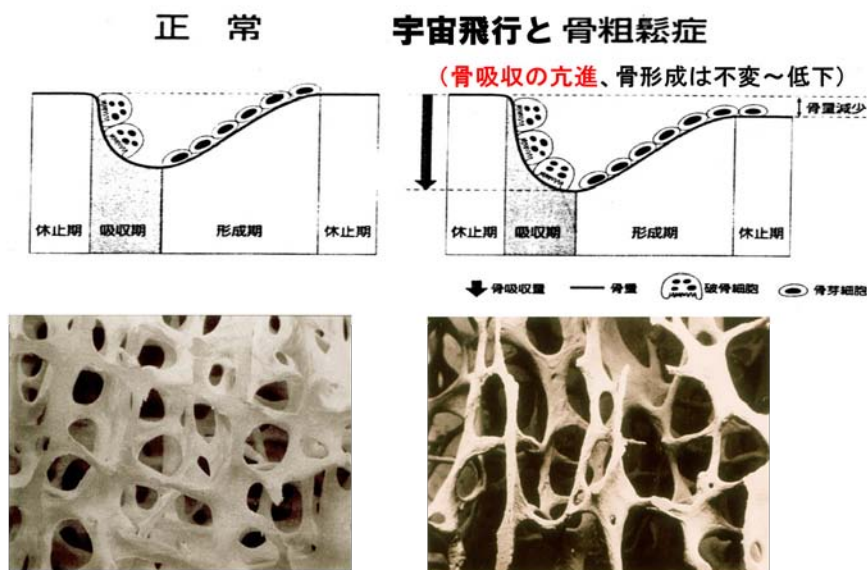 正 常
宇宙飛行と骨粗鬆症
(骨吸収の亢進、骨形成は不変~低下)
骨量減少
休止期 吸収期 形成期 休止期
休止期 吸収期 形成期 休止期
骨吸収量 骨量 破骨細胞 骨芽細胞